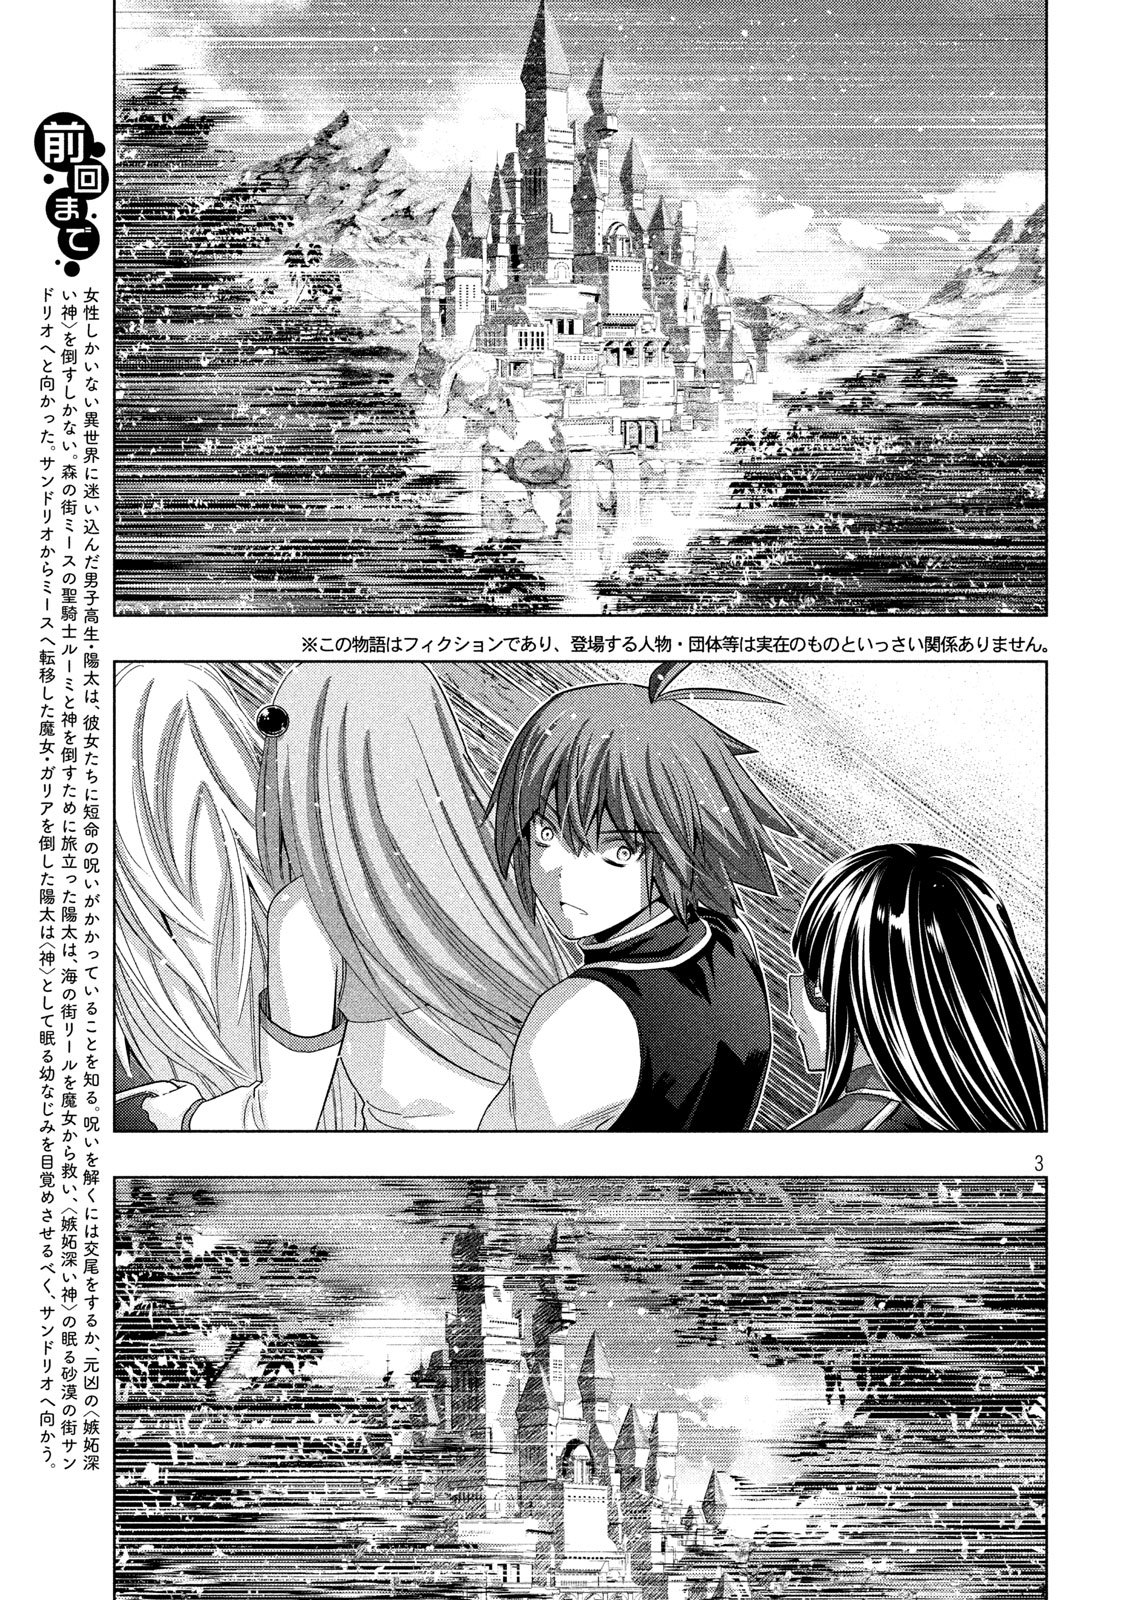 ※この物語はフィクションであり、登場する人物・団体等は実在のものといっさい関係ありません。
3
前回まで
女性しかいない異世界に迷い込んだ男子高生・陽太は、彼女たちに短命の呪いがかかっていることを知る。呪いを解くには交尾をするか、元凶の〈嫉妬深
い神〉を倒すしかない。森の街ミースの聖騎士ルーミと神を倒すために旅立った陽太は、海の街リールを魔女から救い、〈嫉妬深い神〉の眠る砂漠の街サン
ドリオへと向かった。サンドリオからミースへ転移した魔女・ガリアを倒した陽太は〈神〉として眠る幼なじみを目覚めさせるべく、サンドリオへ向かう。